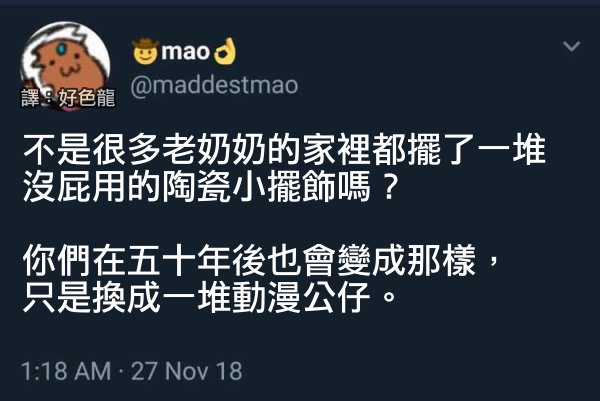 🤠mao👌
@maddestmao
譯：好色龍
不是很多老奶奶的家裡都擺了一堆
沒屁用的陶瓷小擺飾嗎？
你們在五十年後也會變成那樣，
只是換成一堆動漫公仔。
1:18 AM · 27 Nov 18